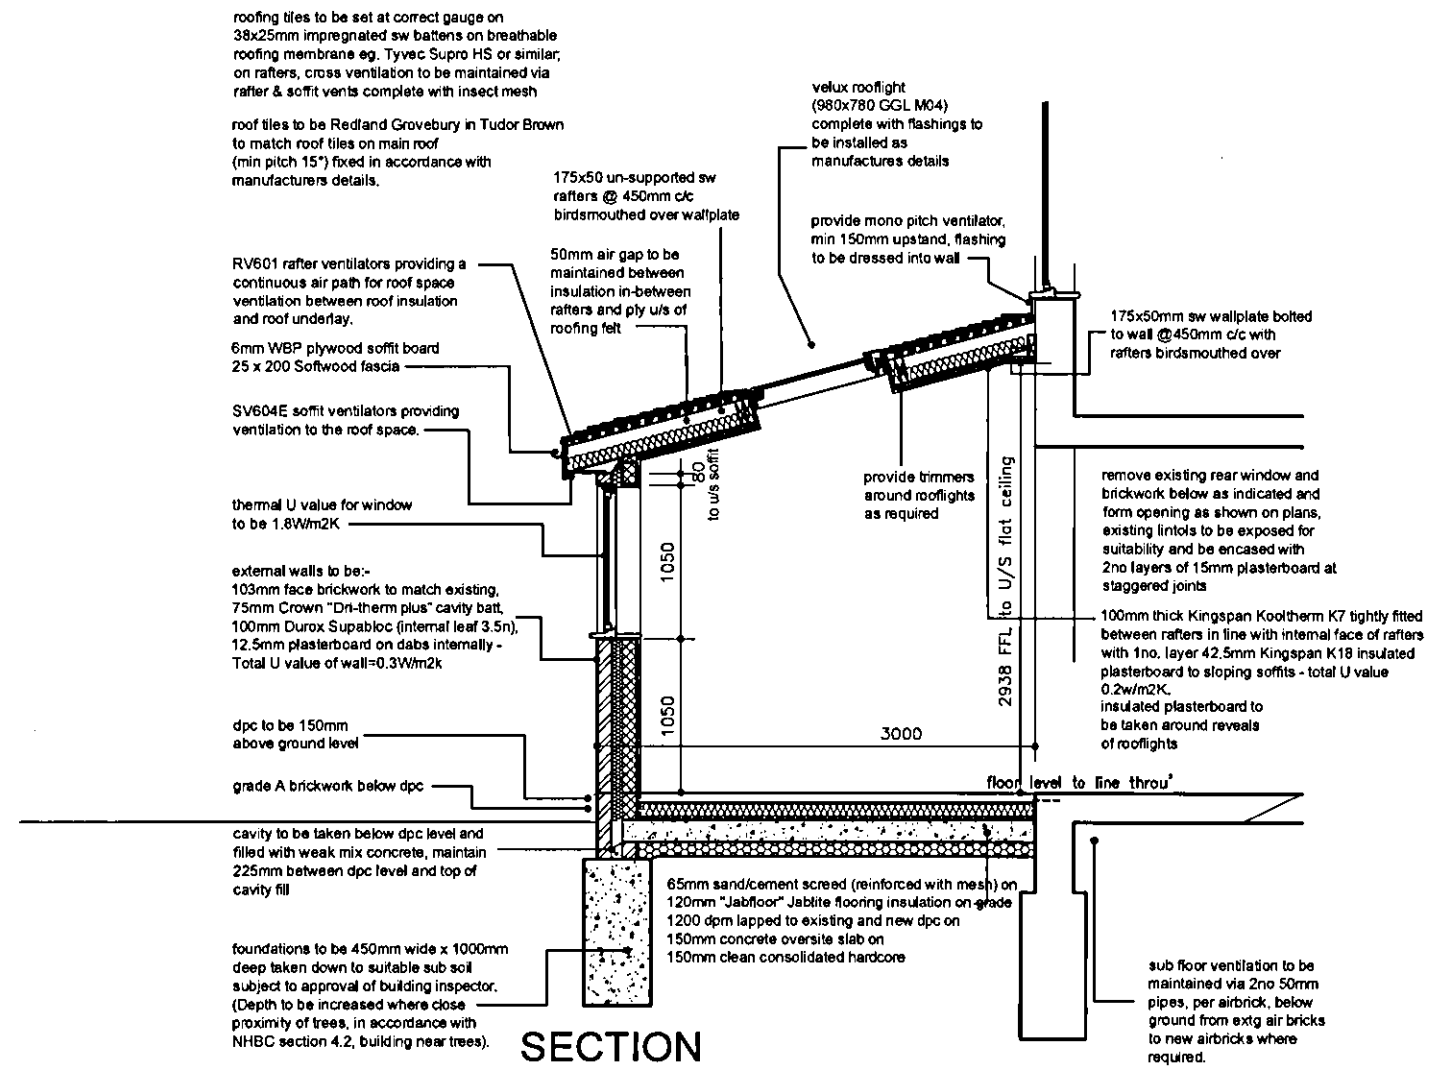 roofing tiles to be set at correct gauge on
38x25mm impregnated sw battens on breathable
roofing membrane eg. Tyvec Supro HS or similar,
on rafters, cross ventilation to be maintained via
rafter & soffit vents complete with insect mesh
roof tiles to be Redland Grovebury in Tudor Brown
to match roof tiles on main roof
(min pitch 15°) fixed in accordance with
manufacturers details.
175x50 un-supported sw
rafters @ 450mm c/c
birdsmouthed over wallplate
velux rooflight
(980x780 GGL M04)
complete with flashings to
be installed as
manufactures details
provide mono pitch ventilator,
min 150mm upstand, flashing
to be dressed into wall
RV601 rafter ventilators providing a
continuous air path for roof space
ventilation between roof insulation
and roof underlay.
50mm air gap to be
maintained between
insulation in-between
rafters and ply u/s of
roofing felt
175x50mm sw wallplate bolted
to wall @450mm c/c with
rafters birdsmouthed over
6mm WBP plywood soffit board
25 x 200 Softwood fascia
SV604E soffit ventilators providing
ventilation to the roof space.
80
to u/s soffit
provide trimmers
around rooflights
as required
2938 FFL to U/S flat ceiling
remove existing rear window and
brickwork below as indicated and
form opening as shown on plans,
existing lintols to be exposed for
suitability and be encased with
2no layers of 15mm plasterboard at
staggered joints
thermal U value for window
to be 1.8W/m2K
1050
external walls to be:-
103mm face brickwork to match existing,
75mm Crown "Dri-therm plus" cavity batt,
100mm Durox Supabloc (internal leaf 3.5n),
12.5mm plasterboard on dabs internally -
Total U value of wall=0.3W/m2k
100mm thick Kingspan Kooltherm K7 tightly fitted
between rafters in line with internal face of rafters
with 1no. layer 42.5mm Kingspan K18 insulated
plasterboard to sloping soffits - total U value
0.2w/m2K.
insulated plasterboard to
be taken around reveals
of rooflights
1050
3000
dpc to be 150mm
above ground level
floor level to line throu'
grade A brickwork below dpc
cavity to be taken below dpc level and
filled with weak mix concrete, maintain
225mm between dpc level and top of
cavity fill
65mm sand/cement screed (reinforced with mesh) on
120mm "Jabfloor" Jablite flooring insulation on grade
1200 dpm lapped to existing and new dpc on
150mm concrete oversite slab on
150mm clean consolidated hardcore
foundations to be 450mm wide x 1000mm
deep taken down to suitable sub soil
subject to approval of building inspector.
(Depth to be increased where close
proximity of trees, in accordance with
NHBC section 4.2, building near trees).
sub floor ventilation to be
maintained via 2no 50mm
pipes, per airbrick, below
ground from extg air bricks
to new airbricks where
required.
SECTION